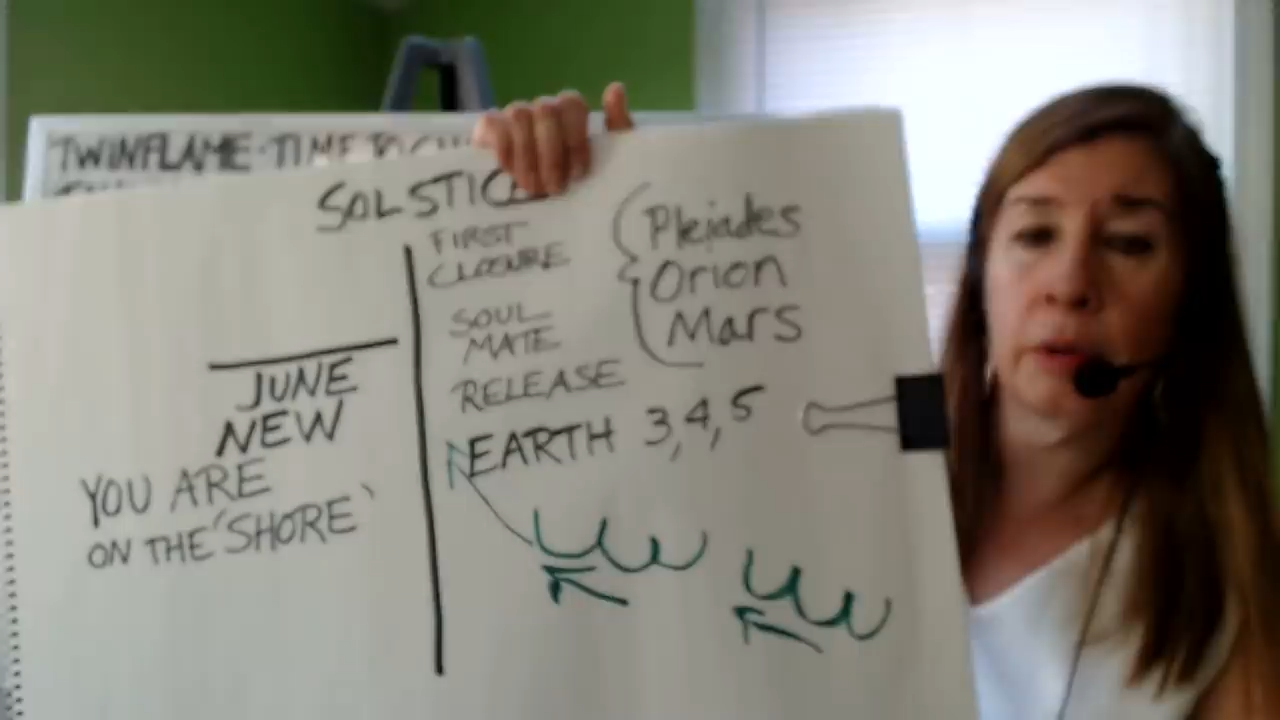 TWINFLAME-TIME TO
SOLSTICE
FIRST
CLOSURE
SOUL
MATE
RELEASE
EARTH 3,4,5
Pleiades
Orion
Mars
JUNE
NEW
YOU ARE
ON THE 'SHORE'